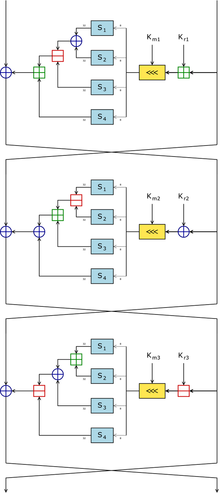 S1
Km1 Kr1
S2
<<<
S3
S4
S1
Km2 Kr2
S2
<<<
S3
S4
S1
Km3 Kr3
S2
<<<
S3
S4